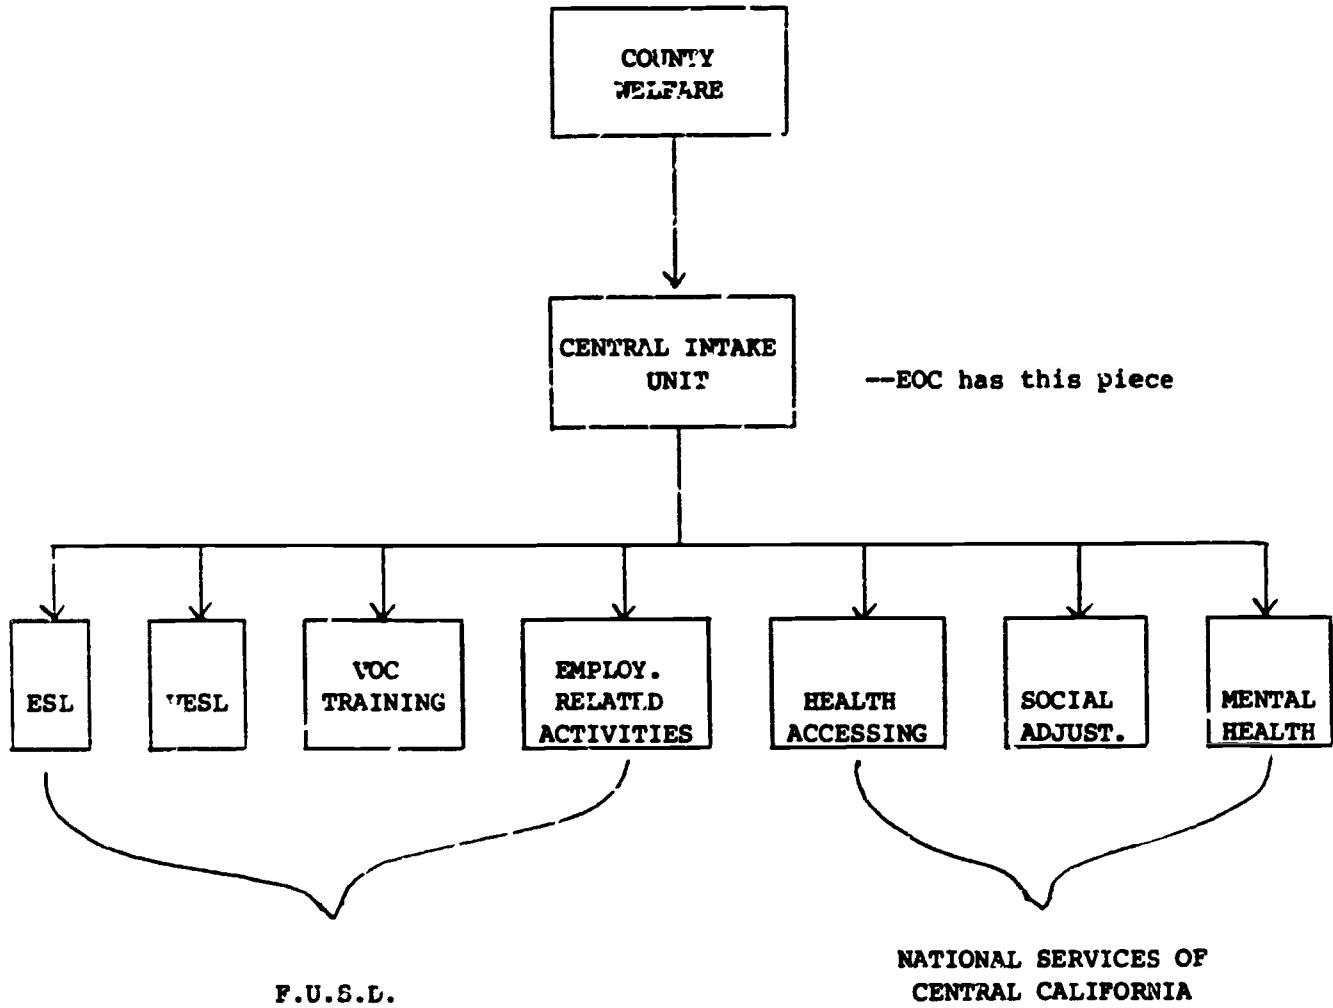 COUNTY
WELFARE
CENTRAL INTAKE
UNIT
--EOC has this piece
ESL
VESL
VOC
TRAINING
EMPLOY.
RELATED
ACTIVITIES
HEALTH
ACCESSING
SOCIAL
ADJUST.
MENTAL
HEALTH
F.U.S.D.
NATIONAL SERVICES OF
CENTRAL CALIFORNIA